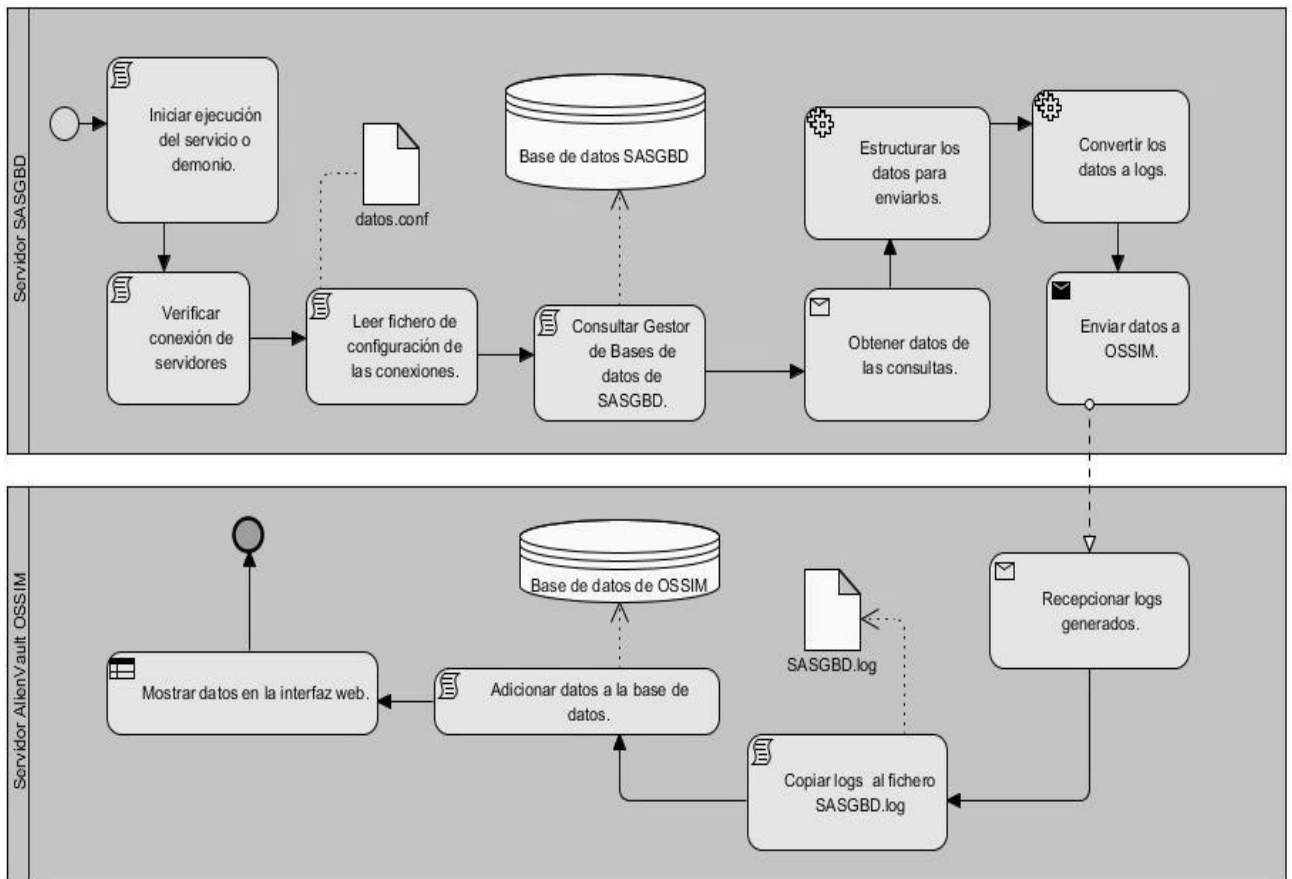 Servidor SASGBD
Iniciar ejecución
del servicio o
demonio.
datos.conf
Base de datos SASGBD
Estructurar los
datos para
enviarlos.
Convertir los
datos a logs.
Verificar
conexión de
servidores
Leer fichero de
configuración de
las conexiones.
Consultar Gestor
de Bases de
datos de
SASGBD.
Obtener datos de
las consultas.
Enviar datos a
OSSIM.
Servidor AlienVault OSSIM
Base de datos de OSSIM
SASGBD.log
Recepcionar logs
generados.
Mostrar datos en la interfaz web.
Adicionar datos a la base de
datos.
Copiar logs al fichero
SASGBD.log